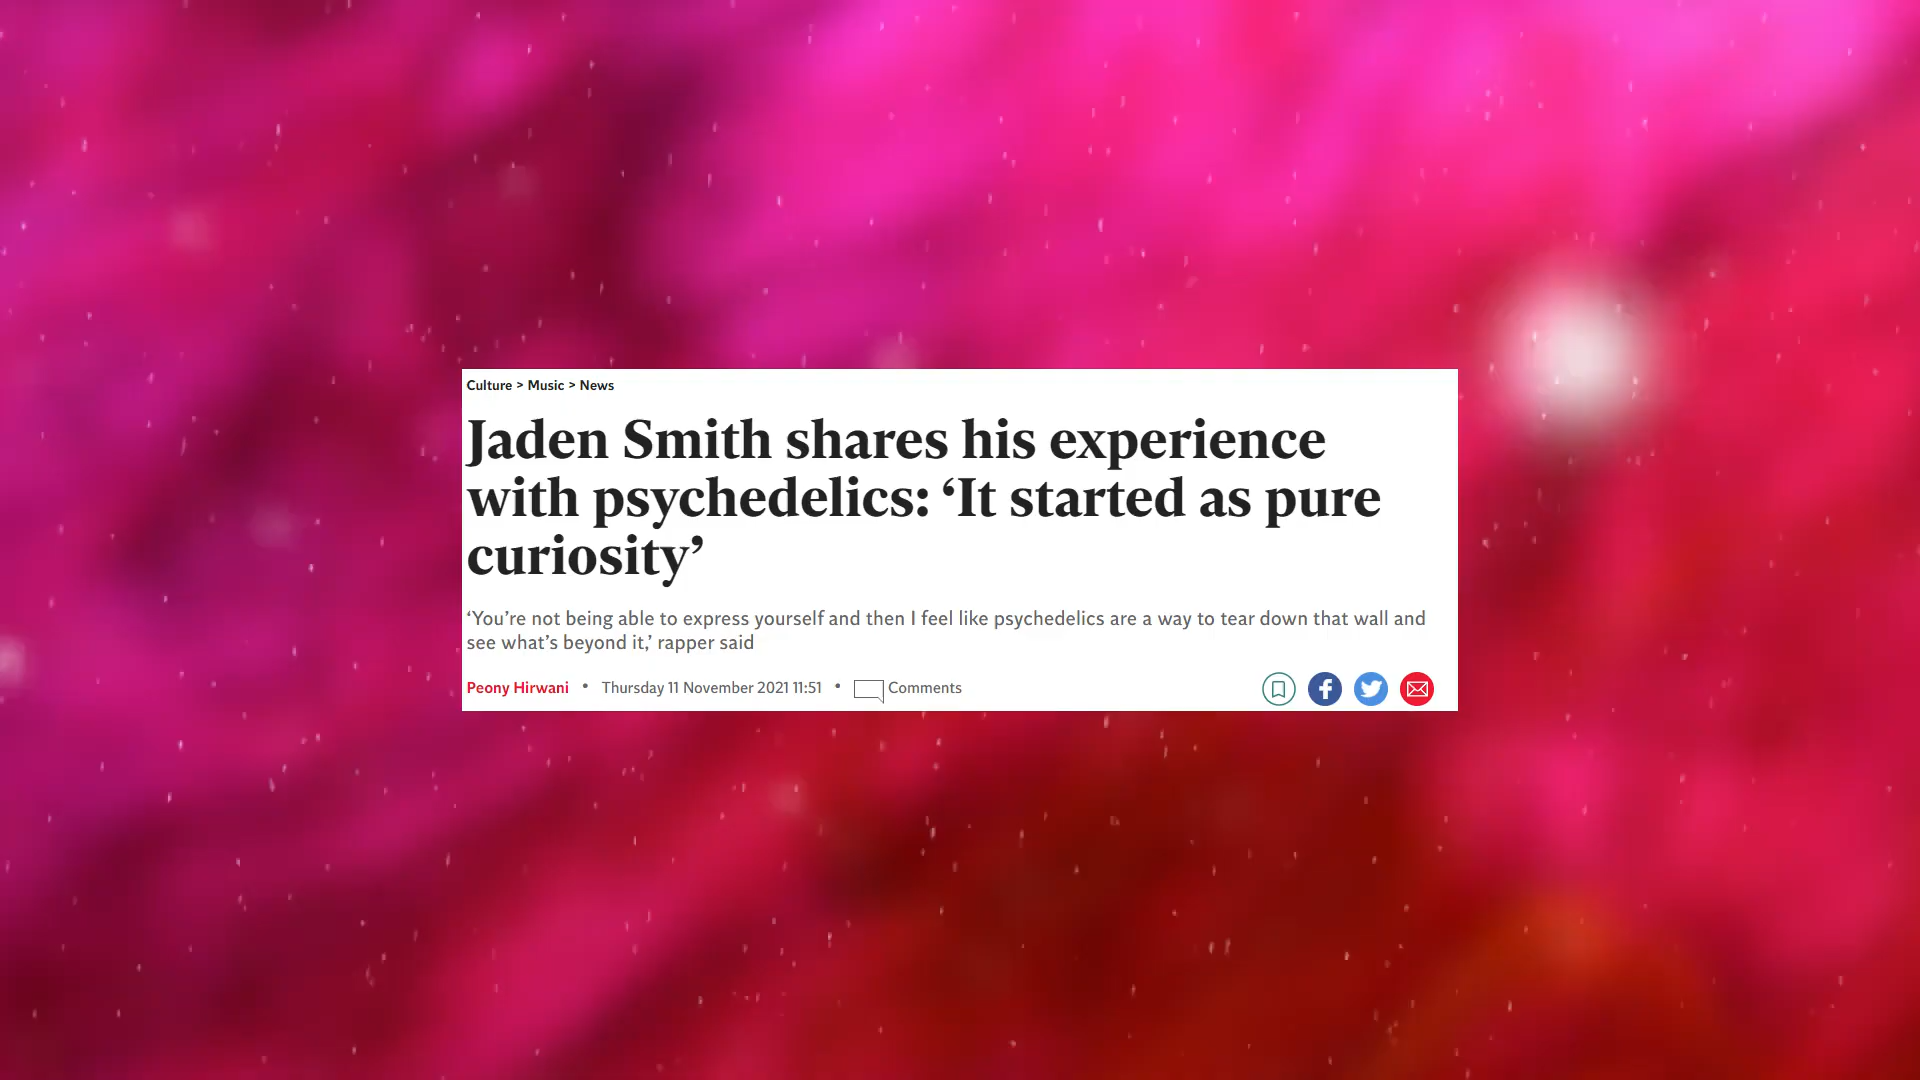 Culture > Music > News
Jaden Smith shares his experience
with psychedelics: ‘It started as pure
curiosity’
‘You’re not being able to express yourself and then I feel like psychedelics are a way to tear down that wall and
see what’s beyond it,’ rapper said
Peony Hirwani • Thursday 11 November 2021 11:51 • Comments